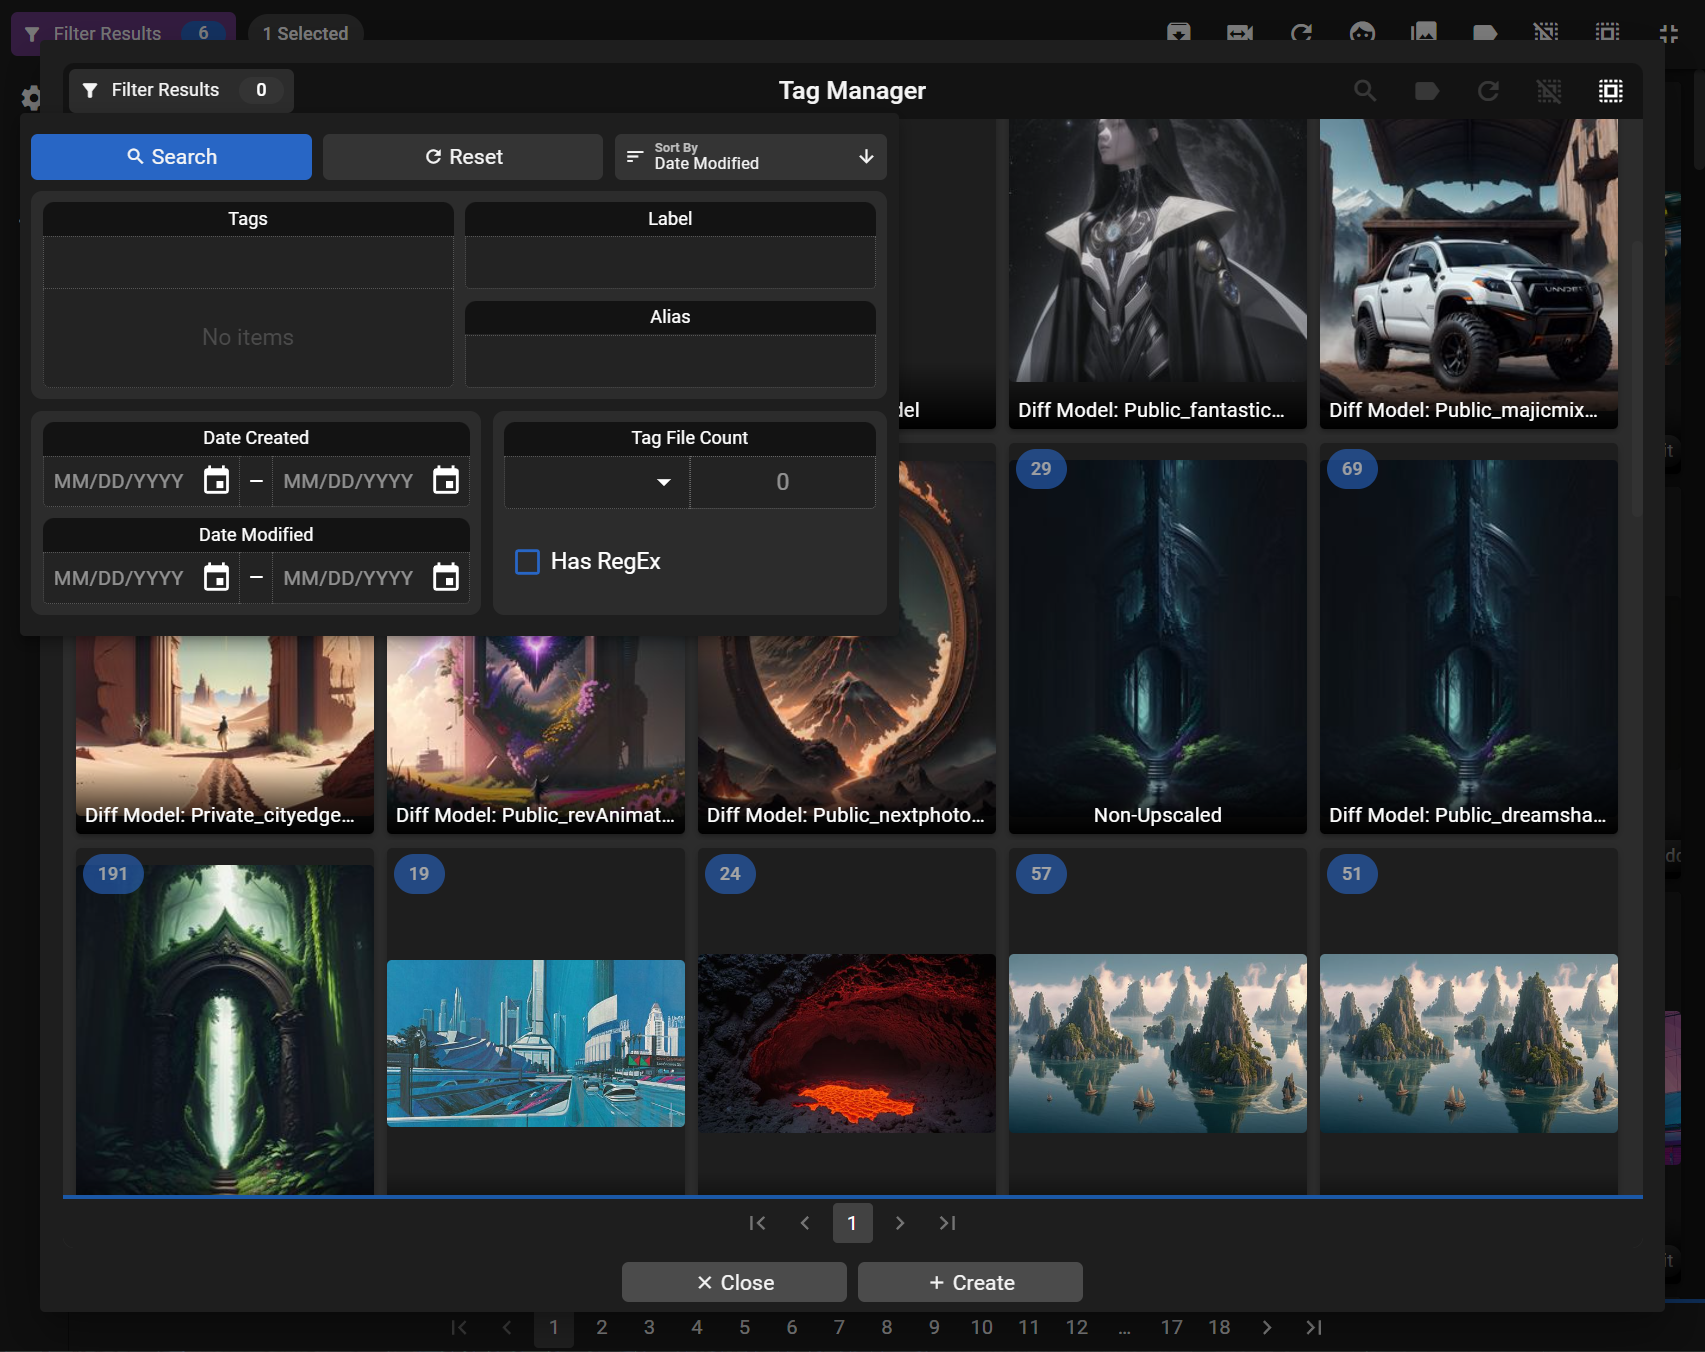 Filter Results 6 1 Selected
Filter Results 0
Tag Manager
Search
Reset
Sort By
Date Modified
Tags
No items
Label
Alias
Date Created
MM/DD/YYYY – MM/DD/YYYY
Date Modified
MM/DD/YYYY – MM/DD/YYYY
Tag File Count
0
Has RegEx
del
Diff Model: Public_fantastic...
Diff Model: Public_majicmix...
29
69
Diff Model: Private_cityedge...
Diff Model: Public_revAnimat...
Diff Model: Public_nextphoto...
Non-Upscaled
Diff Model: Public_dreamsha...
191
19
24
57
51
1
Close
Create
1 2 3 4 5 6 7 8 9 10 11 12 ... 17 18